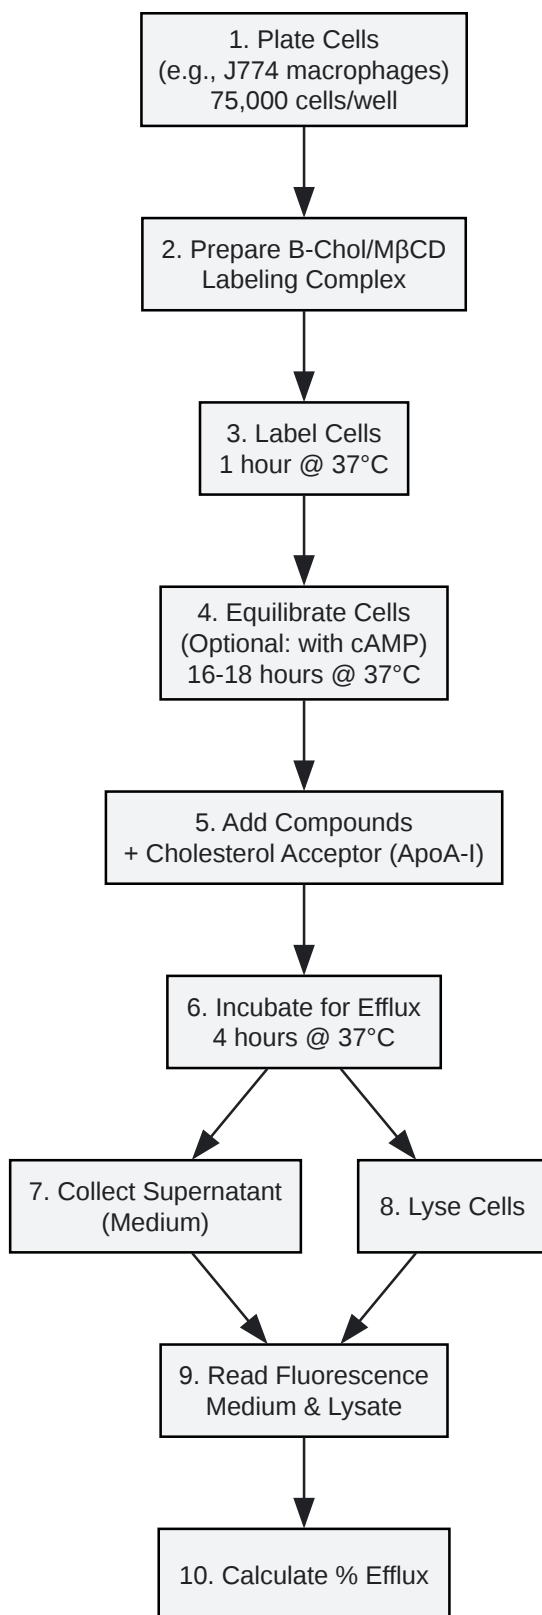 1. Plate Cells
(e.g., J774 macrophages)
75,000 cells/well
2. Prepare B-Chol/MβCD
Labeling Complex
3. Label Cells
1 hour @ 37°C
4. Equilibrate Cells
(Optional: with cAMP)
16-18 hours @ 37°C
5. Add Compounds
+ Cholesterol Acceptor (ApoA-I)
6. Incubate for Efflux
4 hours @ 37°C
7. Collect Supernatant
(Medium)
8. Lyse Cells
9. Read Fluorescence
Medium & Lysate
10. Calculate % Efflux